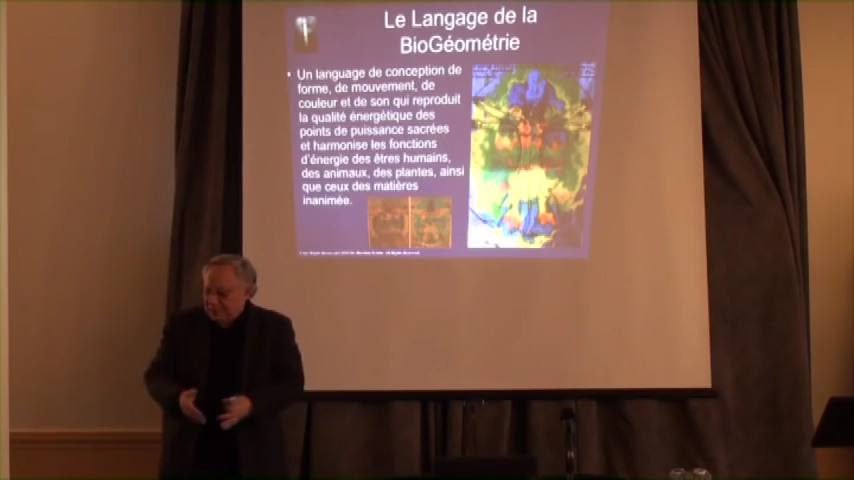 Le Langage de la
BioGéométrie
• Un language de conception de
forme, de mouvement, de
couleur et de son qui reproduit
la qualité énergétique des
points de puissance sacrées
et harmonise les fonctions
d'énergie des êtres humains,
des animaux, des plantes, ainsi
que ceux des matières
inanimée.